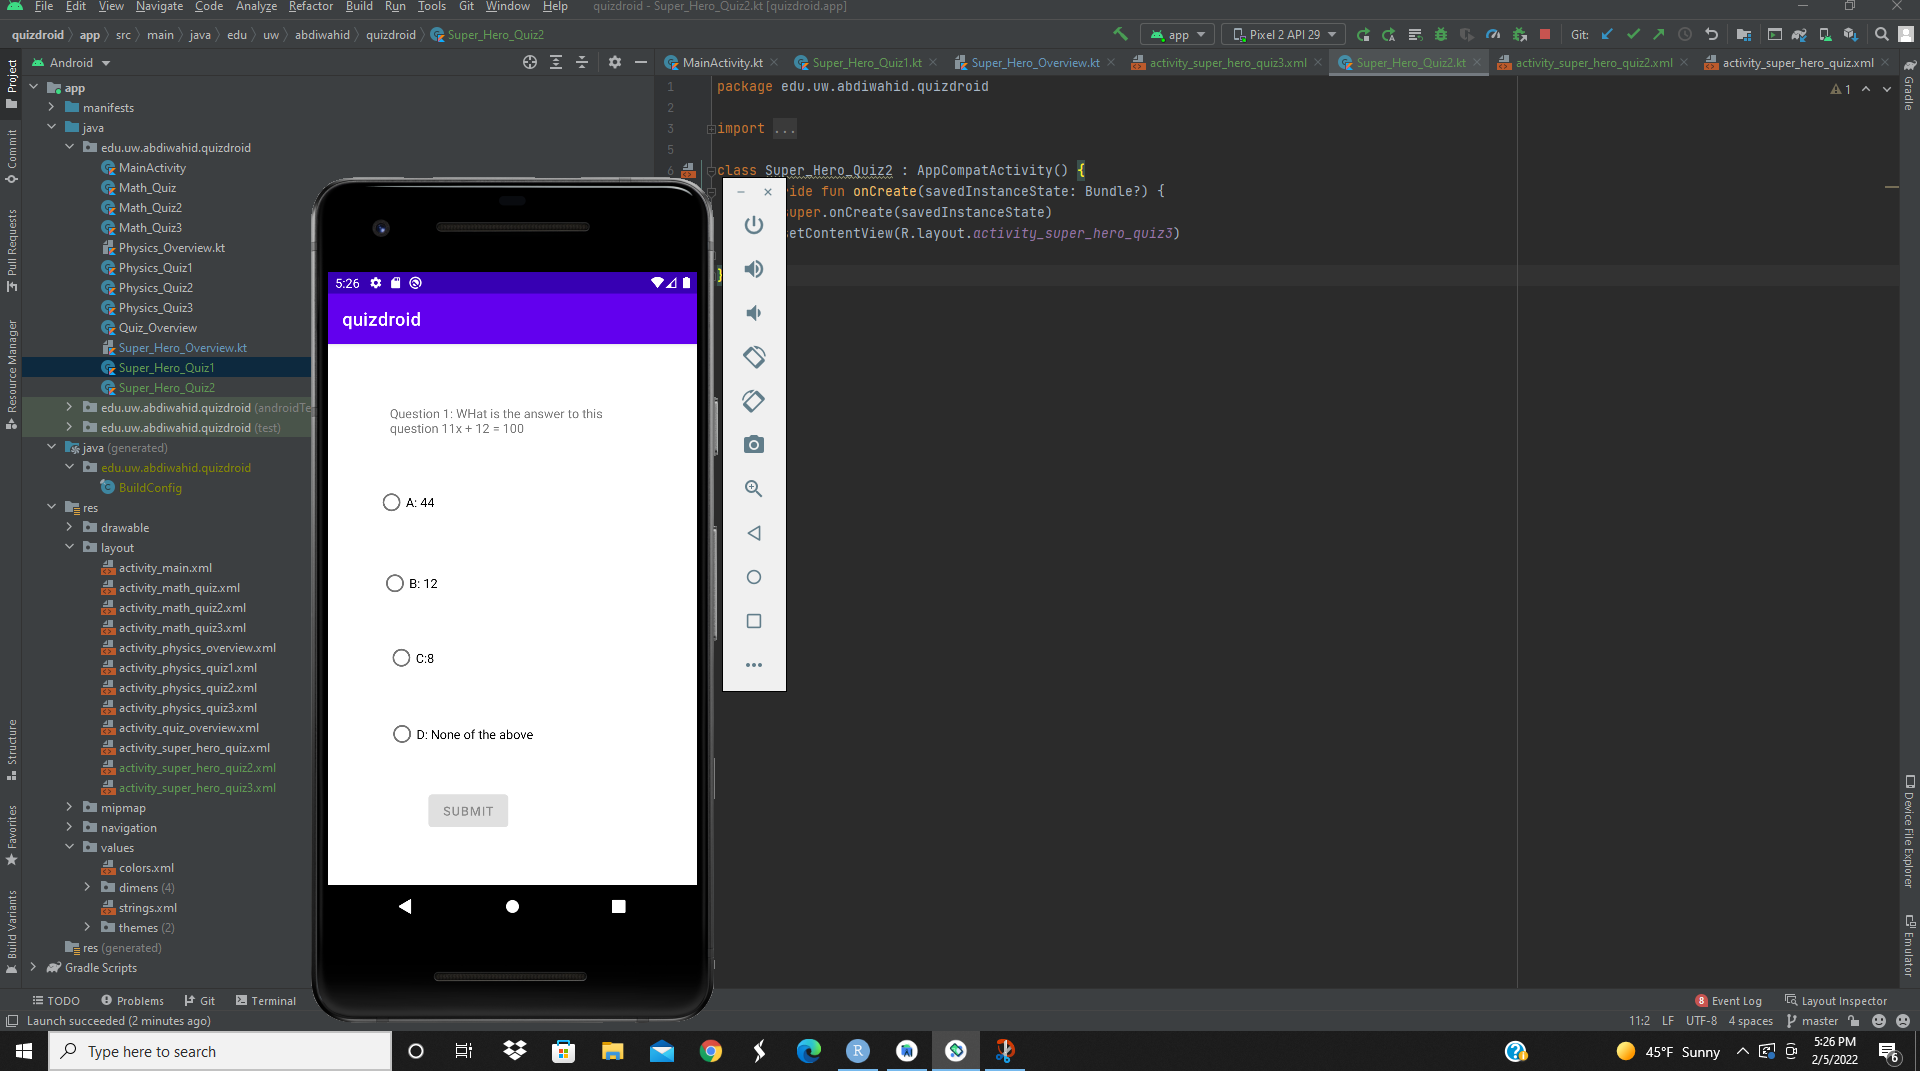 File Edit View Navigate Code Analyze Refactor Build Run Tools Git Window Help quizdroid - Super_Hero_Quiz2.kt [quizdroid.app]
quizdroid app src main java edu uw abdiwahid quizdroid Super_Hero_Quiz2
app Pixel 2 API 29 Git:
Project
Commit
Pull Requests
Resource Manager
Structure
Favorites
Build Variants
Android
app
manifests
java
edu.uw.abdiwahid.quizdroid
MainActivity
Math_Quiz
Math_Quiz2
Math_Quiz3
Physics_Overview.kt
Physics_Quiz1
Physics_Quiz2
Physics_Quiz3
Quiz_Overview
Super_Hero_Overview.kt
Super_Hero_Quiz1
Super_Hero_Quiz2
edu.uw.abdiwahid.quizdroid (androidTe
edu.uw.abdiwahid.quizdroid (test)
java (generated)
edu.uw.abdiwahid.quizdroid
BuildConfig
res
drawable
layout
activity_main.xml
activity_math_quiz.xml
activity_math_quiz2.xml
activity_math_quiz3.xml
activity_physics_overview.xml
activity_physics_quiz1.xml
activity_physics_quiz2.xml
activity_physics_quiz3.xml
activity_quiz_overview.xml
activity_super_hero_quiz.xml
activity_super_hero_quiz2.xml
activity_super_hero_quiz3.xml
mipmap
navigation
values
colors.xml
dimens (4)
strings.xml
themes (2)
res (generated)
Gradle Scripts
MainActivity.kt Super_Hero_Quiz1.kt Super_Hero_Overview.kt activity_super_hero_quiz3.xml Super_Hero_Quiz2.kt activity_super_hero_quiz2.xml activity_super_hero_quiz.xml
1 package edu.uw.abdiwahid.quizdroid
2
3 import ...
5
6 class Super_Hero_Quiz2 : AppCompatActivity() {
ide fun onCreate(savedInstanceState: Bundle?) {
super.onCreate(savedInstanceState)
setContentView(R.layout.activity_super_hero_quiz3)
}
1
5:26
quizdroid
Question 1: WHat is the answer to this
question 11x + 12 = 100
A: 44
B: 12
C:8
D: None of the above
SUBMIT
Gradle
Device File Explorer
Emulator
TODO Problems Git Terminal
8 Event Log Layout Inspector
Launch succeeded (2 minutes ago)
11:2 LF UTF-8 4 spaces master
Type here to search
R
45°F Sunny
5:26 PM
2/5/2022
6